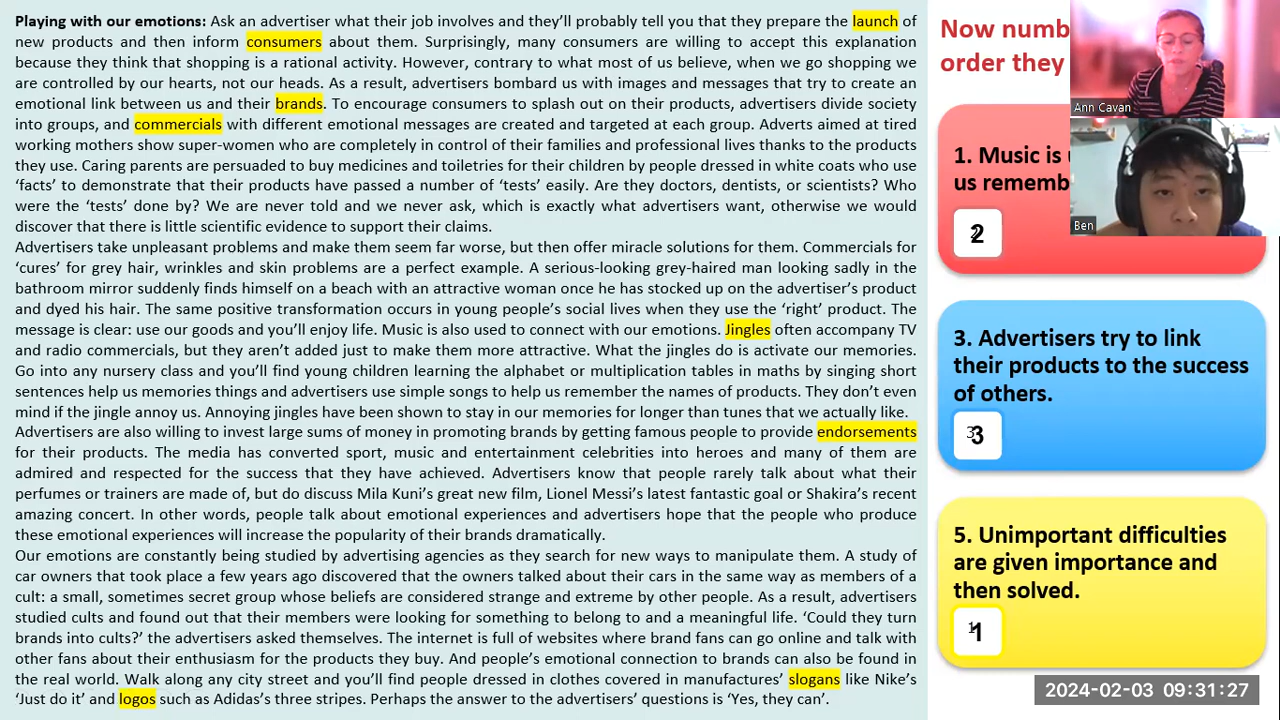 Playing with our emotions: Ask an advertiser what their job involves and they'll probably tell you that they prepare the launch of
new products and then inform consumers about them. Surprisingly, many consumers are willing to accept this explanation
because they think that shopping is a rational activity. However, contrary to what most of us believe, when we go shopping we
are controlled by our hearts, not our heads. As a result, advertisers bombard us with images and messages that try to create an
emotional link between us and their brands. To encourage consumers to splash out on their products, advertisers divide society
into groups, and commercials with different emotional messages are created and targeted at each group. Adverts aimed at tired
working mothers show super-women who are completely in control of their families and professional lives thanks to the products
they use. Caring parents are persuaded to buy medicines and toiletries for their children by people dressed in white coats who use
'facts' to demonstrate that their products have passed a number of 'tests' easily. Are they doctors, dentists, or scientists? Who
were the 'tests' done by? We are never told and we never ask, which is exactly what advertisers want, otherwise we would
discover that there is little scientific evidence to support their claims.
Advertisers take unpleasant problems and make them seem far worse, but then offer miracle solutions for them. Commercials for
'cures' for grey hair, wrinkles and skin problems are a perfect example. A serious-looking grey-haired man looking sadly in the
bathroom mirror suddenly finds himself on a beach with an attractive woman once he has stocked up on the advertiser's product
and dyed his hair. The same positive transformation occurs in young people's social lives when they use the 'right' product. The
message is clear: use our goods and you'll enjoy life. Music is also used to connect with our emotions. Jingles often accompany TV
and radio commercials, but they aren't added just to make them more attractive. What the jingles do is activate our memories.
Go into any nursery class and you'll find young children leening the alphabet or multiplication tables in maths by singing short
sentences help us memories things and advertisers use simple songs to help us remember the names of products. They don't even
mind if the jingle annoy us. Annoying jingles have been shown to stay in our memories for longer than tunes that we actually like.
Advertisers are also willing to invest large sums of money in promoting brands by getting famous people to provide endorsements
for their products. The media has converted sport, music and entertainment celebrities into heroes and many of them are
admired and respected for the success that they have achieved. Advertisers know that people rarely talk about what their
perfumes or trainers are made of, but do discuss Mila Kuni's great new film, Lionel Messi's latest fantastic goal or Shakira's recent
amazing concert. In other words, people talk about emotional experiences and advertisers hope that the people who produce
these emotional experiences will increase the popularity of their brands dramatically.
Our emotions are constantly being studied by advertising agencies as they search for new ways to manipulate them. A study of
car owners that took place a few years ago discovered that the owners talked about their cars in the same way as members of a
cult: a small, sometimes secret group whose beliefs are considered strange and extreme by other people. As a result, advertisers
studied cults and found out that their members were looking for something to belong to and a meaningful life. 'Could they turn
brands into cults?' the advertisers asked themselves. The internet is full of websites where brand fans can go online and talk with
other fans about their enthusiasm for the products they buy. And people's emotional connection to brands can also be found in
the real world. Walk along any city street and you'll find people dressed in clothes covered in manufactures' slogans like Nike's
'Just do it' and logos such as Adidas's three stripes. Perhaps the answer to the advertisers' questions is 'Yes, they can'.
Now numb
order they
Ann Cavan
Ben
1. Music is
us rememb
2
3. Advertisers try to link
their products to the success
of others.
3
5. Unimportant difficulties
are given importance and
then solved.
1
2024-02-03 09:31:27